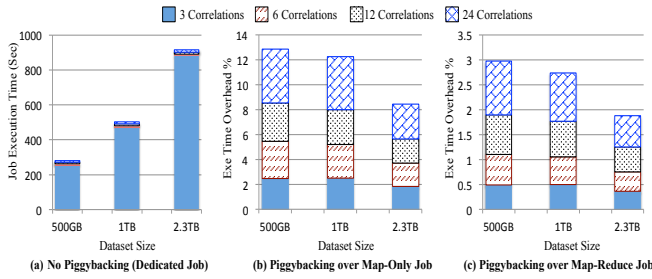 3 Correlations 6 Correlations 12 Correlations 24 Correlations
Job Execution Time (Sec)
1000
800
600
400
200
0
500GB 1TB 2.3TB
Dataset Size
(a) No Piggybacking (Dedicated Job)
Exe Time Overhead %
14
12
10
8
6
4
2
0
500GB 1TB 2.3TB
Dataset Size
(b) Piggybacking over Map-Only Job
Exe Time Overhead %
3.5
3
2.5
2
1.5
1
0.5
0
500GB 1TB 2.3TB
Dataset Size
(c) Piggybacking over Map-Reduce Job